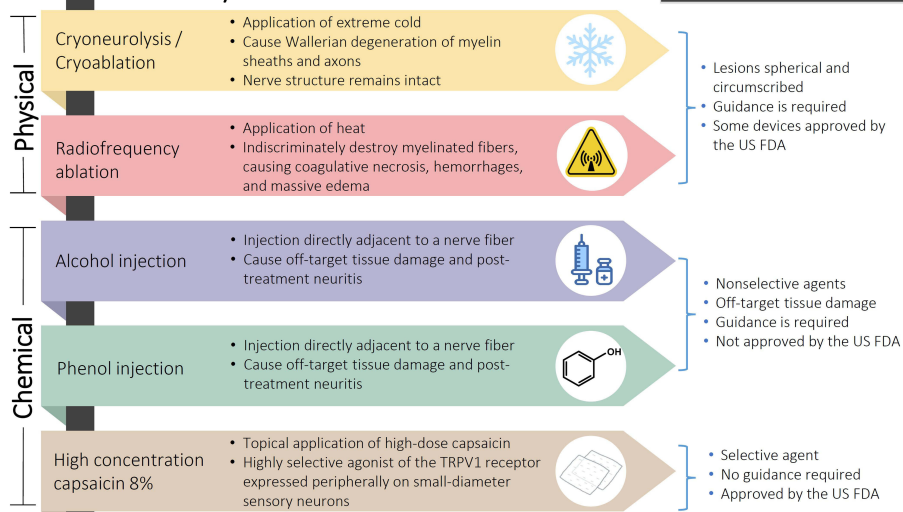 Physical
Cryoneurolysis /
Cryoablation
• Application of extreme cold
• Cause Wallerian degeneration of myelin
sheaths and axons
• Nerve structure remains intact
Radiofrequency
ablation
• Application of heat
• Indiscriminately destroy myelinated fibers,
causing coagulative necrosis, hemorrhages,
and massive edema
• Lesions spherical and
circumscribed
• Guidance is required
• Some devices approved by
the US FDA
Chemical
Alcohol injection
• Injection directly adjacent to a nerve fiber
• Cause off-target tissue damage and post-
treatment neuritis
Phenol injection
• Injection directly adjacent to a nerve fiber
• Cause off-target tissue damage and post-
treatment neuritis
OH
• Nonselective agents
• Off-target tissue damage
• Guidance is required
• Not approved by the US FDA
High concentration
capsaicin 8%
• Topical application of high-dose capsaicin
• Highly selective agonist of the TRPV1 receptor
expressed peripherally on small-diameter
sensory neurons
• Selective agent
• No guidance required
• Approved by the US FDA